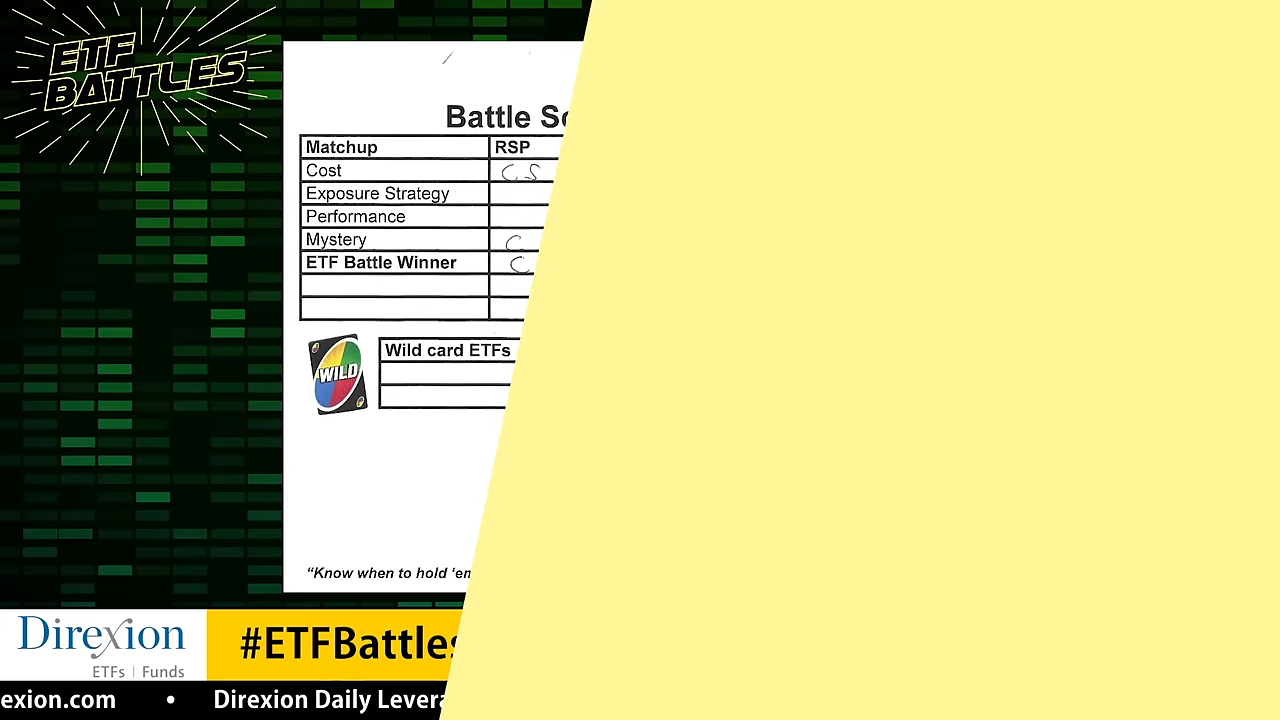 ETF
BATTLES
Battle Sc
Matchup RSP
Cost C, S
Exposure Strategy
Performance
Mystery C
ETF Battle Winner C
WILD
Wild card ETFs
“Know when to hold ‘em
Direxion
ETFs | Funds
#ETFBattles
exion.com • Direxion Daily Levera